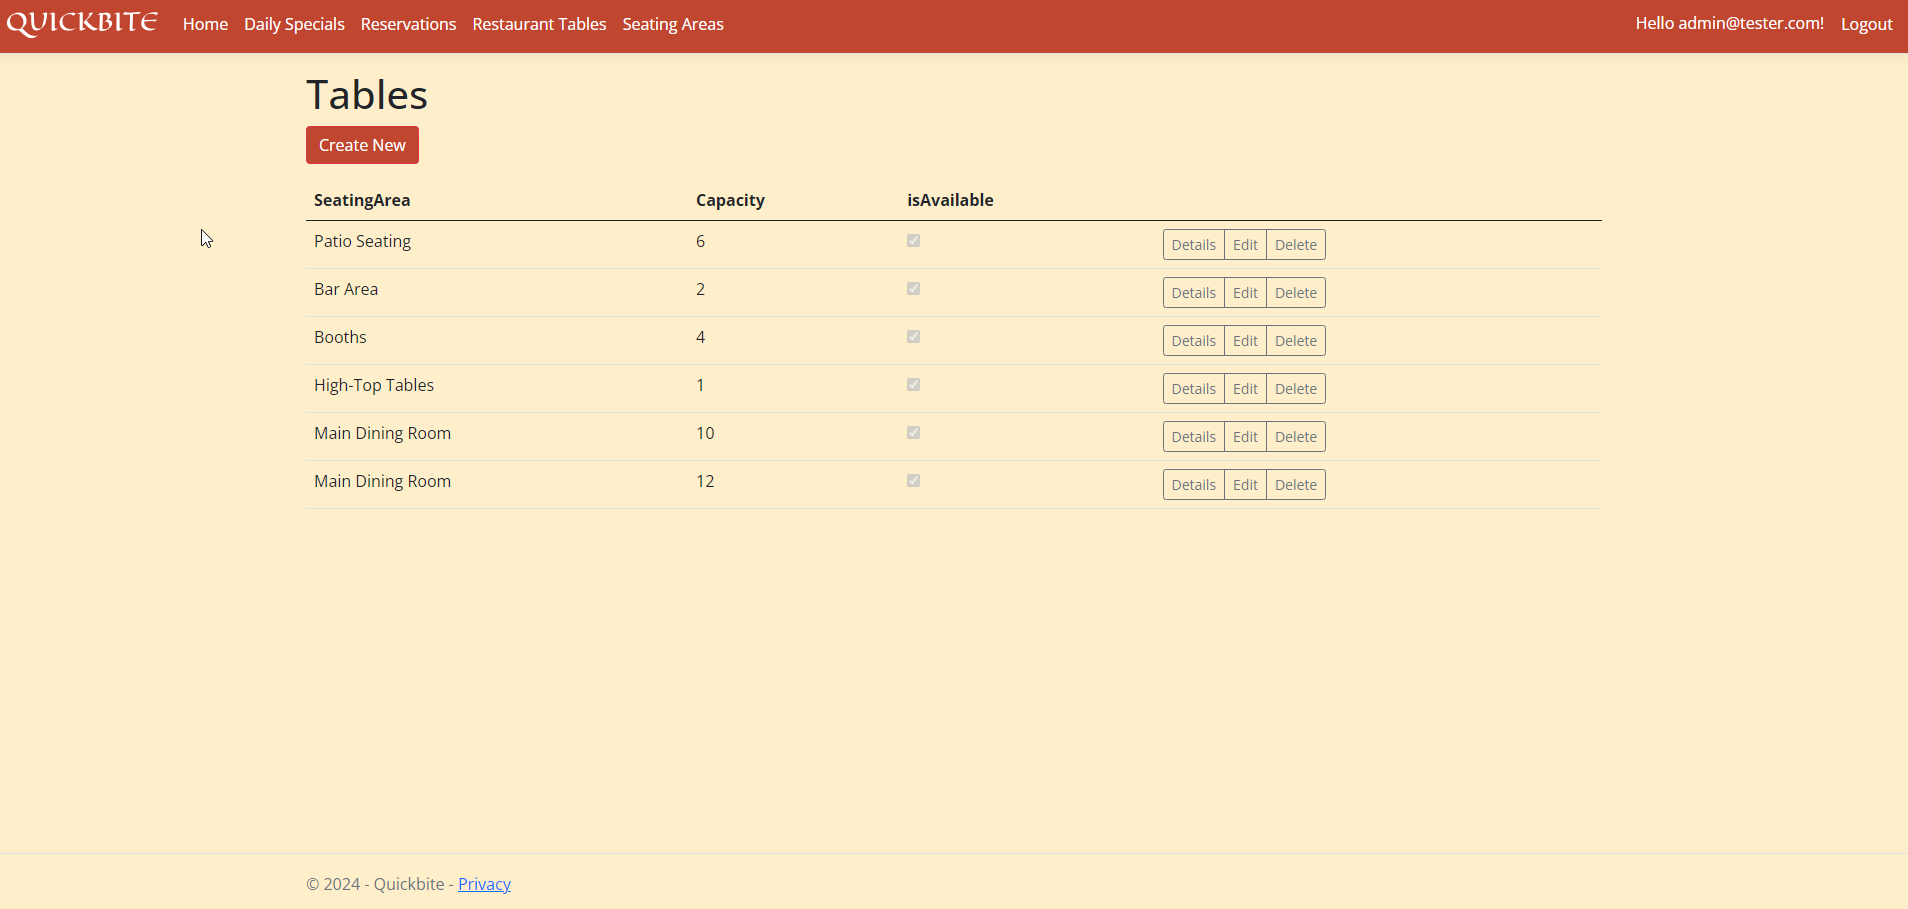 QUICKBITE Home Daily Specials Reservations Restaurant Tables Seating Areas Hello admin@tester.com! Logout
Tables
Create New
SeatingArea Capacity isAvailable
Patio Seating 6 Details Edit Delete
Bar Area 2 Details Edit Delete
Booths 4 Details Edit Delete
High-Top Tables 1 Details Edit Delete
Main Dining Room 10 Details Edit Delete
Main Dining Room 12 Details Edit Delete
© 2024 - Quickbite - Privacy